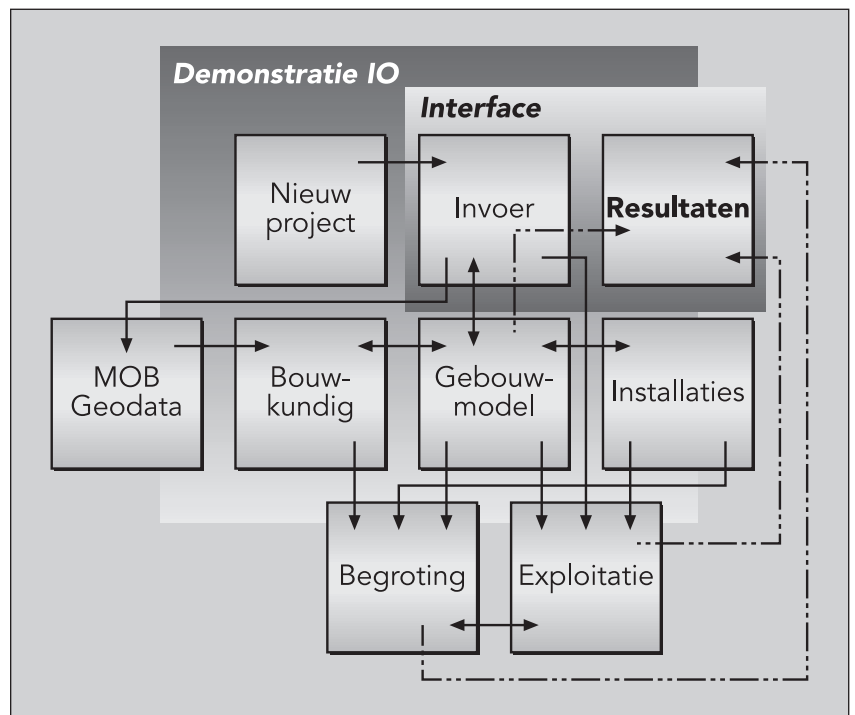 Demonstratie IO
Interface
Nieuw
project
Invoer
Resultaten
MOB
Geodata
Bouw-
kundig
Gebouw-
model
Installaties
Begroting
Exploitatie